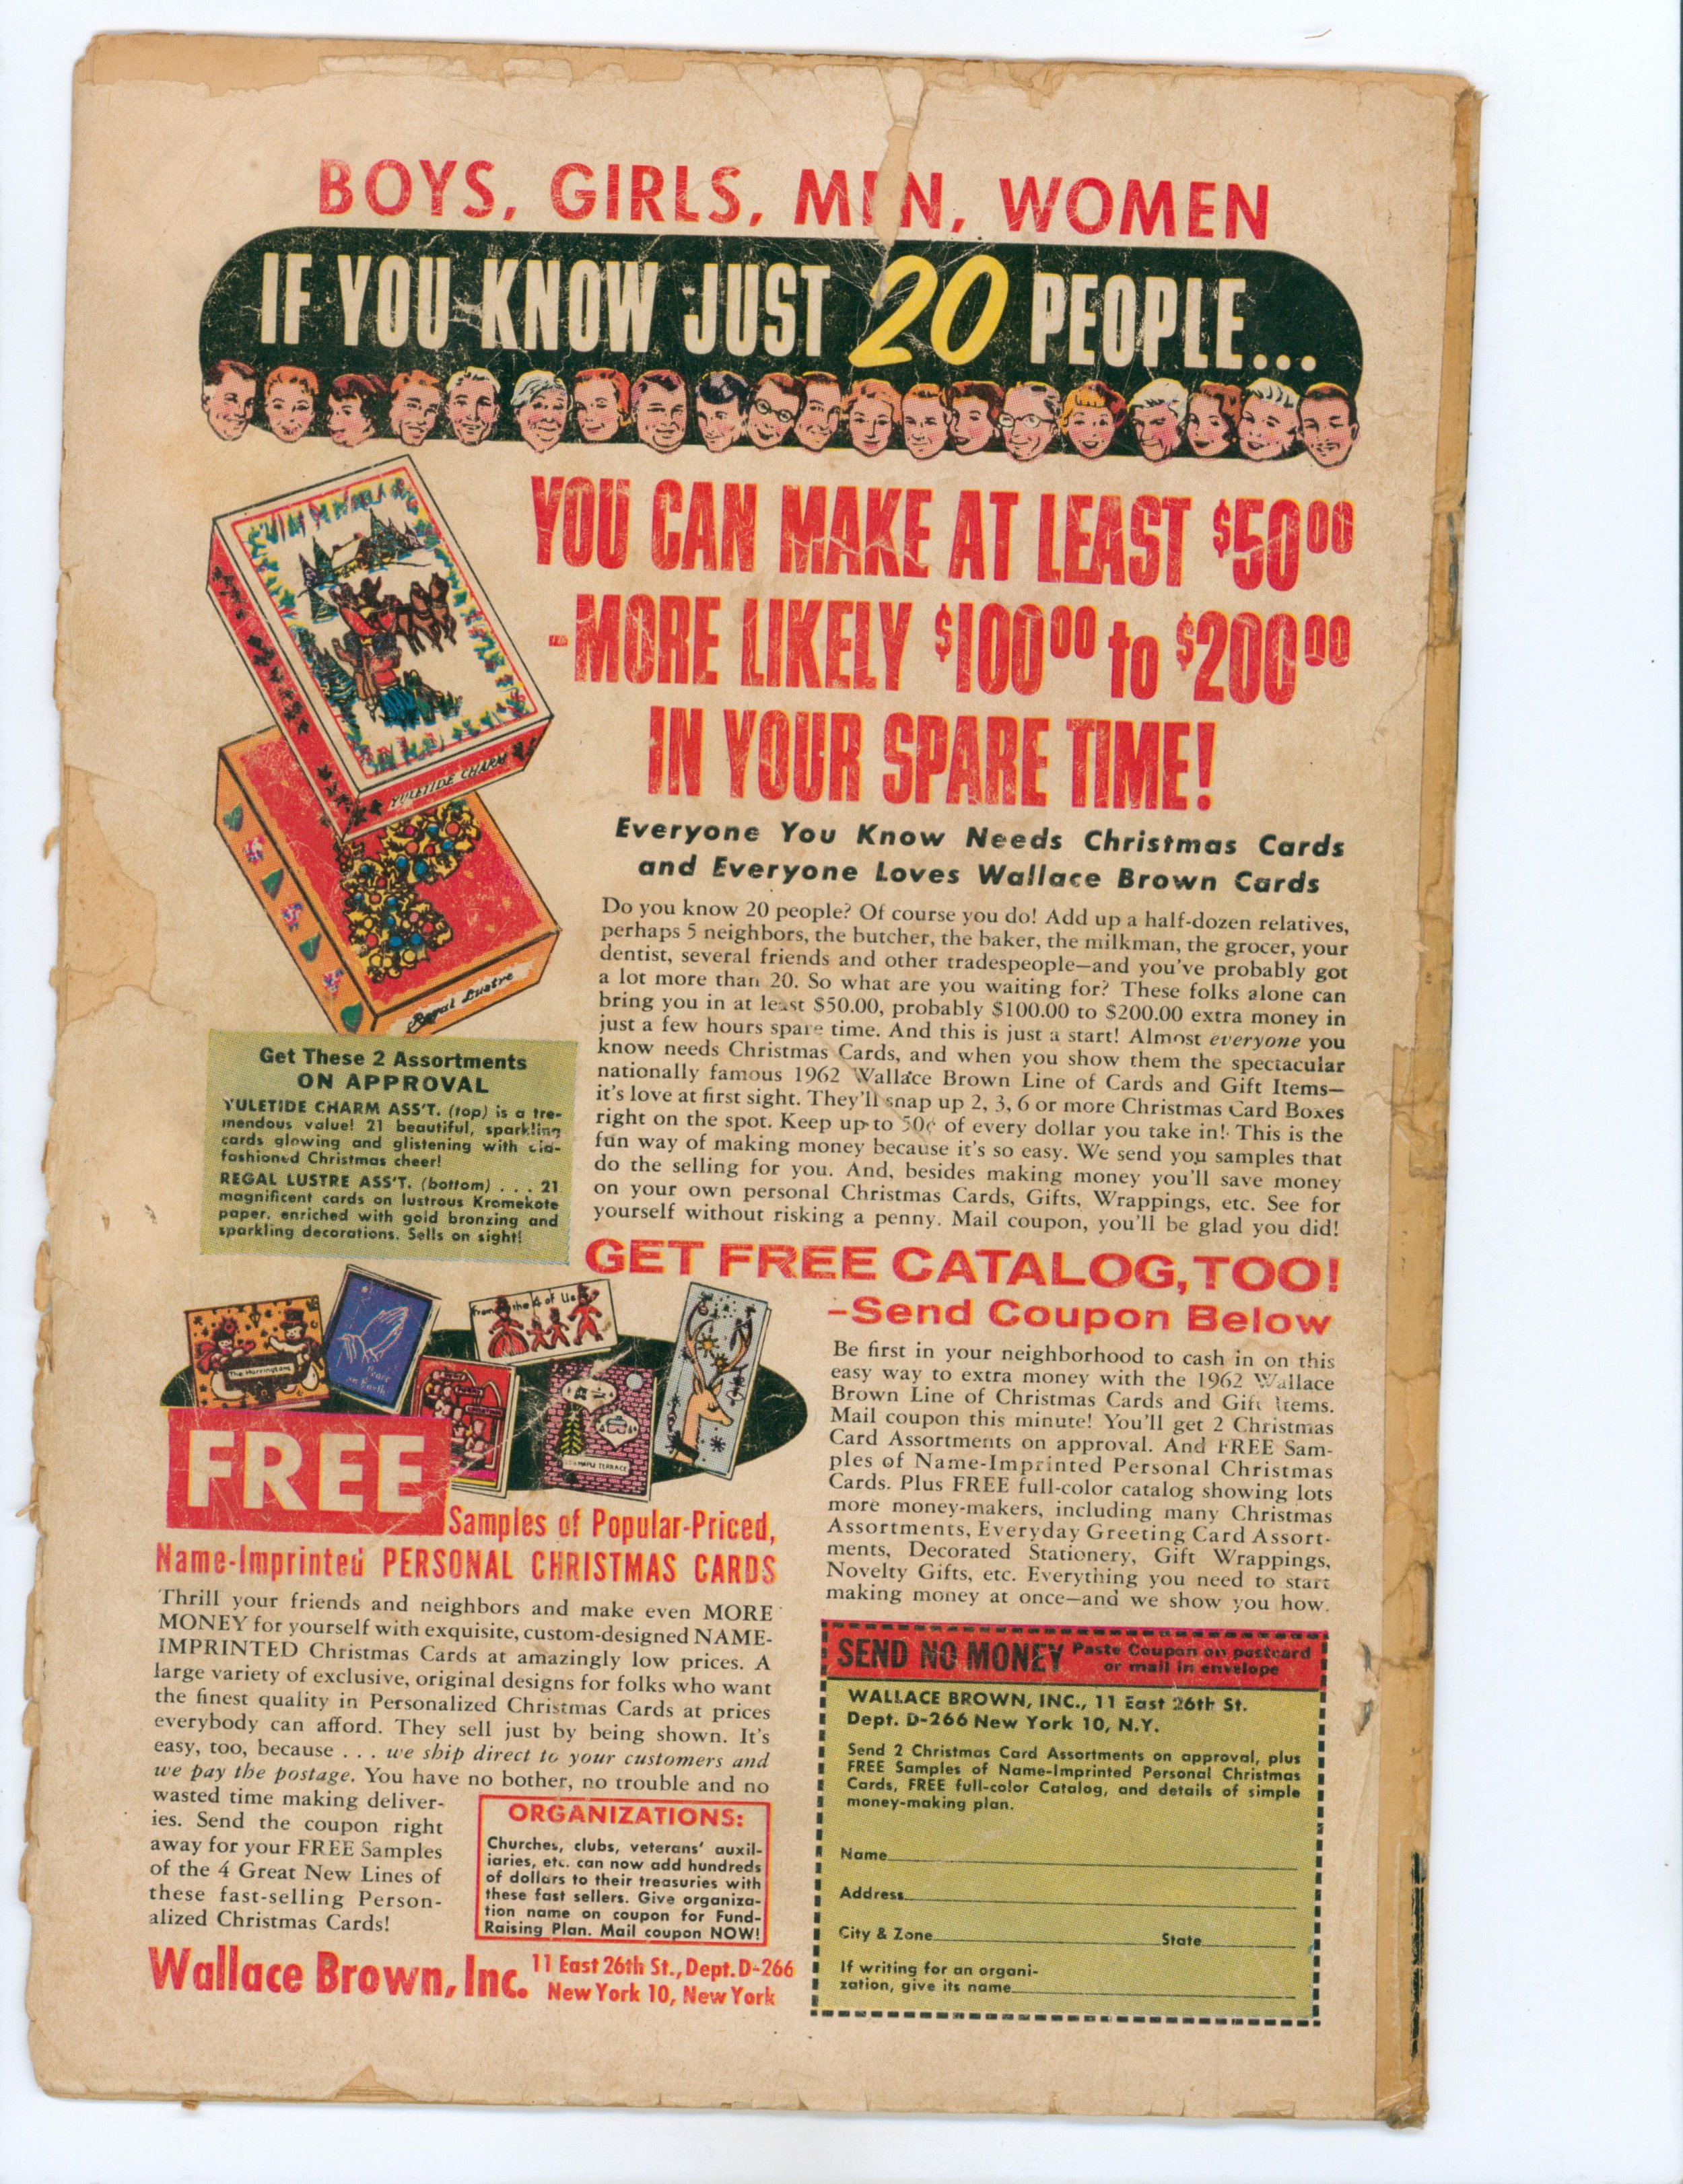 BOYS, GIRLS, MEN, WOMEN
IF YOU KNOW JUST 20 PEOPLE...
YOU CAN MAKE AT LEAST $50.00
-MORE LIKELY $100.00 to $200.00
IN YOUR SPARE TIME!
Everyone You Know Needs Christmas Cards
and Everyone Loves Wallace Brown Cards
Do you know 20 people? Of course you do! Add up a half-dozen relatives,
perhaps 5 neighbors, the butcher, the baker, the milkman, the grocer, your
dentist, several friends and other tradespeople—and you've probably got
a lot more than 20. So what are you waiting for? These folks alone can
bring you in at least $50.00, probably $100.00 to $200.00 extra money in
just a few hours spare time. And this is just a start! Almost everyone you
know needs Christmas Cards, and when you show them the spectacular
nationally famous 1962 Wallace Brown Line of Cards and Gift Items—
it's love at first sight. They'll snap up 2, 3, 6 or more Christmas Card Boxes
right on the spot. Keep up to 50¢ of every dollar you take in! This is the
fun way of making money because it's so easy. We send you samples that
do the selling for you. And, besides making money you'll save money
on your own personal Christmas Cards, Gifts, Wrappings, etc. See for
yourself without risking a penny. Mail coupon, you'll be glad you did!
YULETIDE CHARM
Regal Lustre
Get These 2 Assortments
ON APPROVAL
YULETIDE CHARM ASS'T. (top) is a tre-
mendous value! 21 beautiful, sparkling
cards glowing and glistening with old-
fashioned Christmas cheer!
REGAL LUSTRE ASS'T. (bottom) . . . 21
magnificent cards on lustrous Kromekote
paper, enriched with gold bronzing and
sparkling decorations. Sells on sight!
GET FREE CATALOG, TOO!
–Send Coupon Below
Be first in your neighborhood to cash in on this
easy way to extra money with the 1962 Wallace
Brown Line of Christmas Cards and Gift Items.
Mail coupon this minute! You'll get 2 Christmas
Card Assortments on approval. And FREE Sam-
ples of Name-Imprinted Personal Christmas
Cards. Plus FREE full-color catalog showing lots
more money-makers, including many Christmas
Assortments, Everyday Greeting Card Assort-
ments, Decorated Stationery, Gift Wrappings,
Novelty Gifts, etc. Everything you need to start
making money at once—and we show you how.
The Harringtons
Peace
on Earth
From the 4 of Us
MAPLE TERRACE
FREE
Samples of Popular-Priced,
Name-Imprinted PERSONAL CHRISTMAS CARDS
Thrill your friends and neighbors and make even MORE
MONEY for yourself with exquisite, custom-designed NAME-
IMPRINTED Christmas Cards at amazingly low prices. A
large variety of exclusive, original designs for folks who want
the finest quality in Personalized Christmas Cards at prices
everybody can afford. They sell just by being shown. It's
easy, too, because . . . we ship direct to your customers and
we pay the postage. You have no bother, no trouble and no
wasted time making deliver-
ies. Send the coupon right
away for your FREE Samples
of the 4 Great New Lines of
these fast-selling Person-
alized Christmas Cards!
ORGANIZATIONS:
Churches, clubs, veterans' auxil-
iaries, etc. can now add hundreds
of dollars to their treasuries with
these fast sellers. Give organiza-
tion name on coupon for Fund-
Raising Plan. Mail coupon NOW!
Wallace Brown, Inc. 11 East 26th St., Dept. D-266
New York 10, New York
SEND NO MONEY Paste Coupon on postcard
or mail in envelope
WALLACE BROWN, INC., 11 East 26th St.
Dept. D-266 New York 10, N.Y.
Send 2 Christmas Card Assortments on approval, plus
FREE Samples of Name-Imprinted Personal Christmas
Cards, FREE full-color Catalog, and details of simple
money-making plan.
Name
Address
City & Zone State
If writing for an organi-
zation, give its name